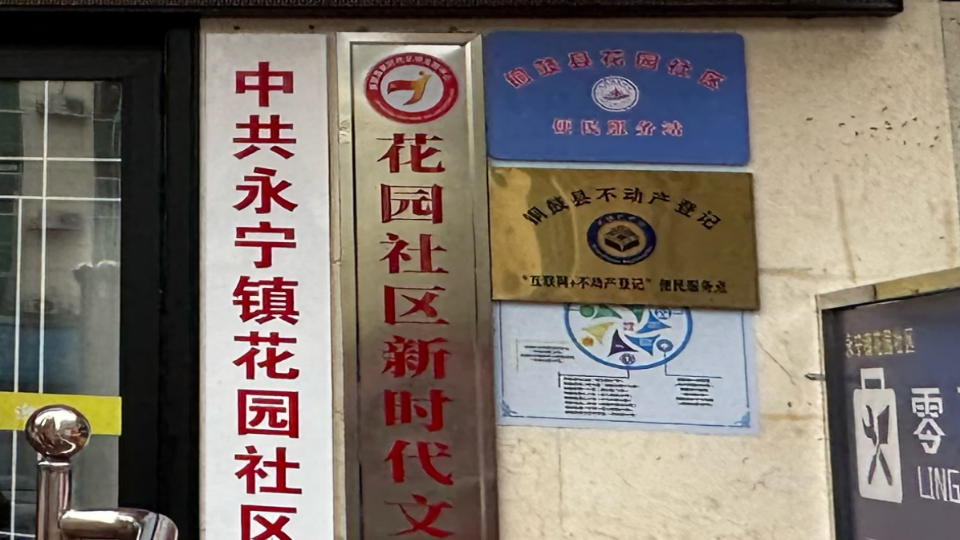 中共永宁镇花园社区
花园社区新时代文
铜鼓县花园社区
便民服务站
铜鼓县不动产登记
“互联网+不动产登记”便民服务点
永宁镇花园社区
零
LING